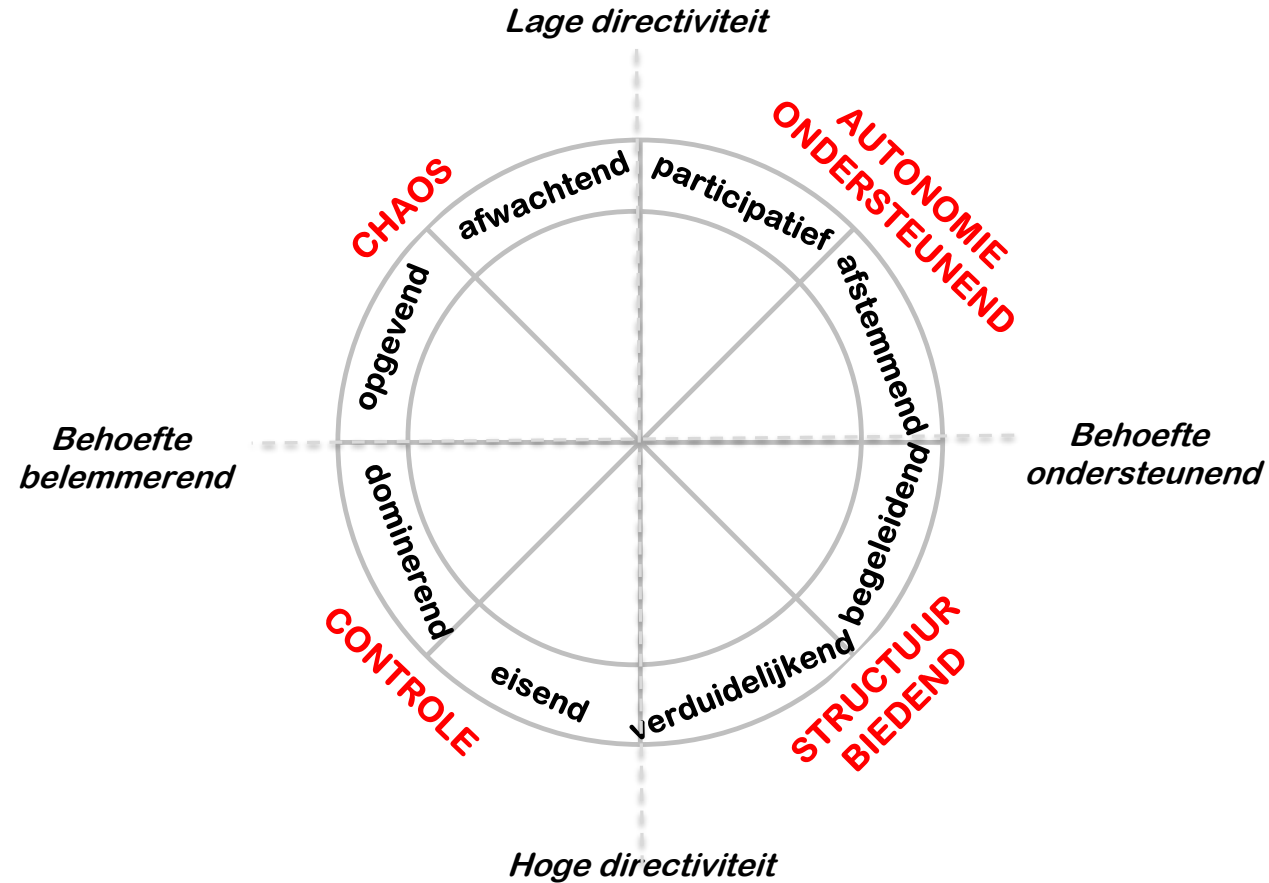 Lage directiviteit
AUTONOMIE
ONDERSTEUNEND
CHAOS
afwachtend
participatief
opgevend
afstemmend
Behoefte
belemmerend
Behoefte
ondersteunend
dominerend
begeleidend
eisend
verduidelijkend
CONTROLE
STRUCTUUR
BIEDEND
Hoge directiviteit